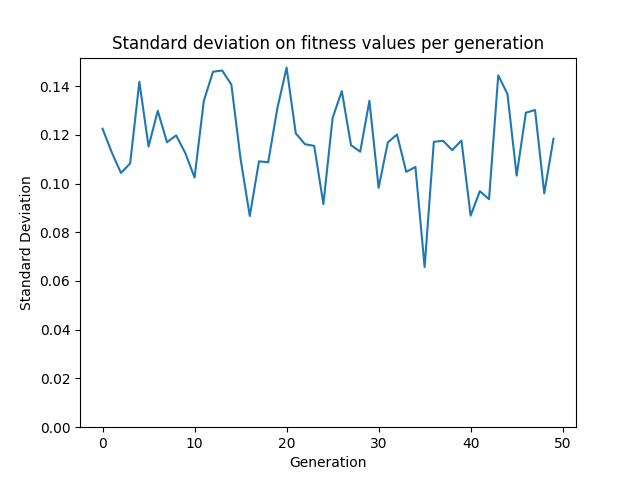 Standard deviation on fitness values per generation
0.14
0.12
0.10
0.08
0.06
0.04
0.02
0.00
Standard Deviation
0 10 20 30 40 50
Generation